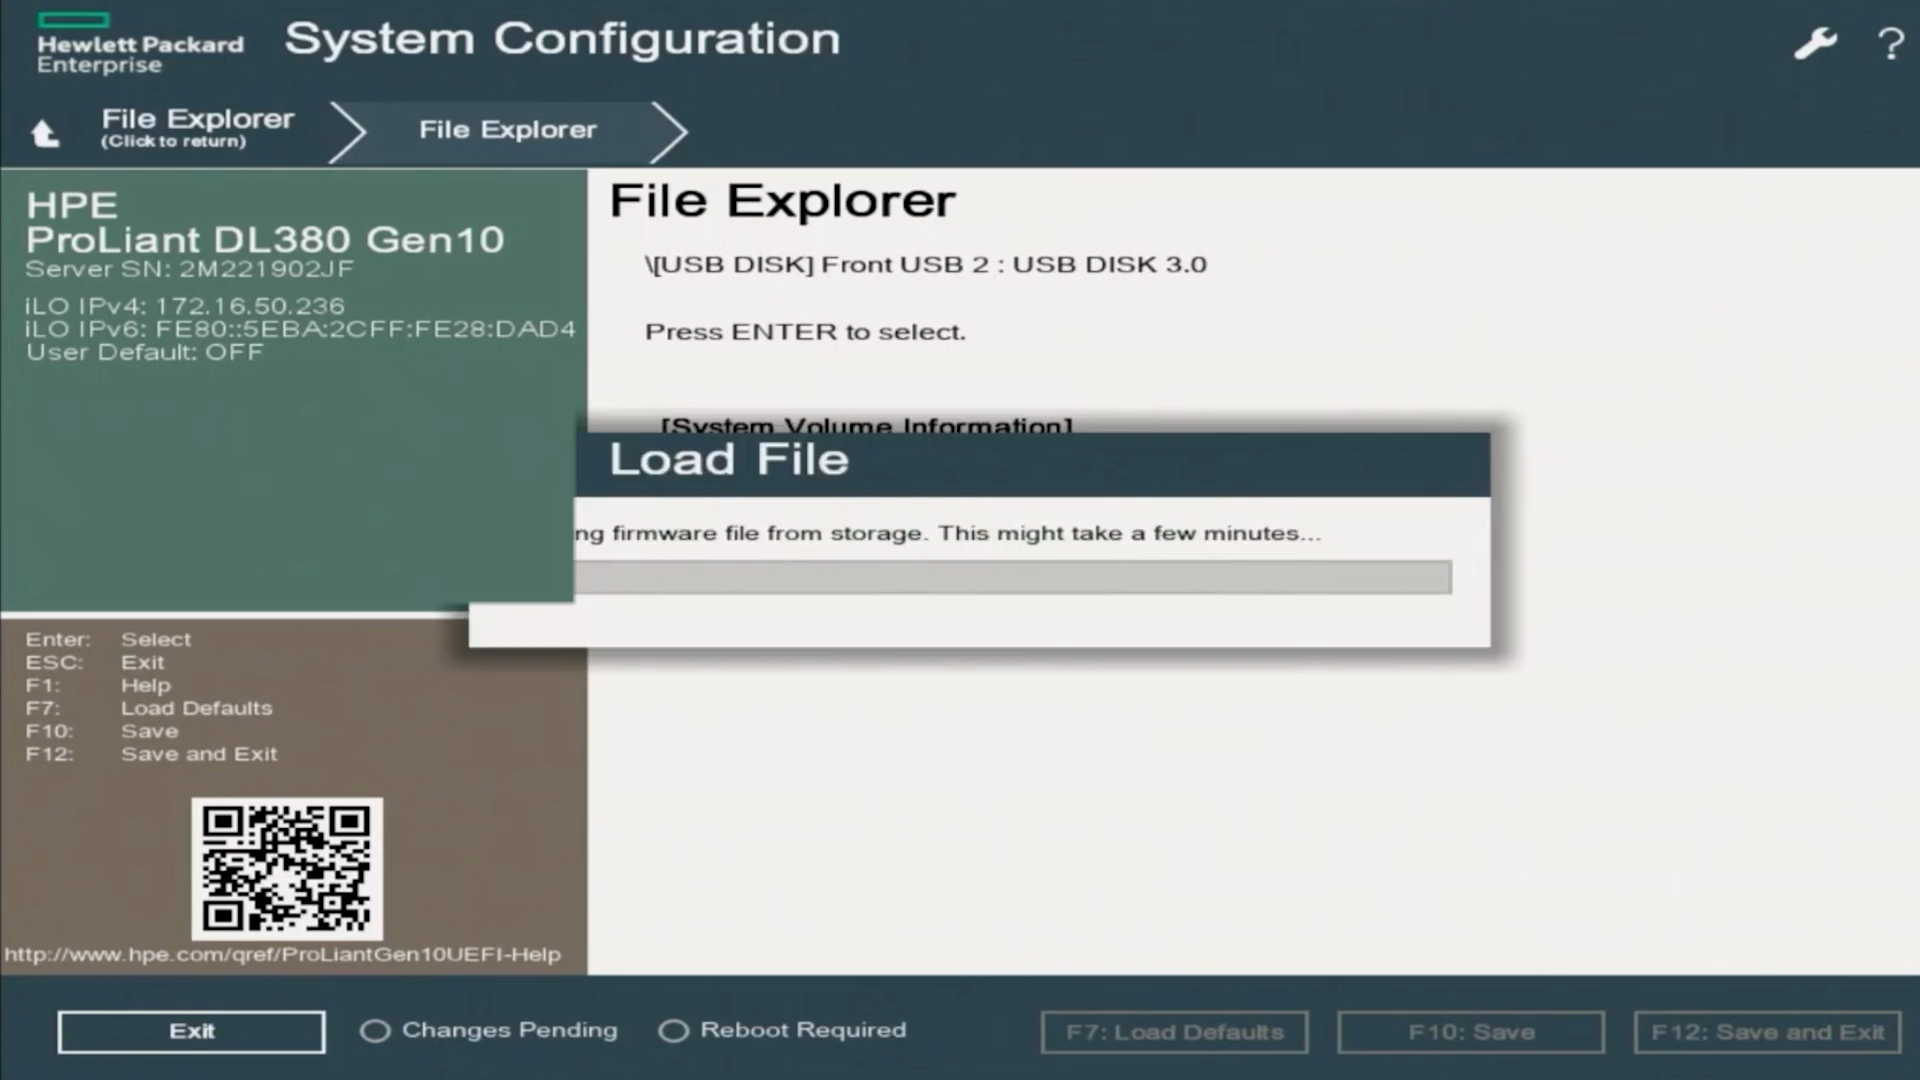 Hewlett Packard
Enterprise
System Configuration
?
File Explorer
(Click to return)
File Explorer
HPE
ProLiant DL380 Gen10
Server SN: 2M221902JF
iLO IPv4: 172.16.50.236
iLO IPv6: FE80::5EBA:2CFF:FE28:DAD4
User Default: OFF
File Explorer
\[USB DISK] Front USB 2 : USB DISK 3.0
Press ENTER to select.
[System Volume Information]
Load File
ng firmware file from storage. This might take a few minutes...
Enter: Select
ESC: Exit
F1: Help
F7: Load Defaults
F10: Save
F12: Save and Exit
http://www.hpe.com/qref/ProLiantGen10UEFI-Help
Exit
Changes Pending
Reboot Required
F7: Load Defaults
F10: Save
F12: Save and Exit